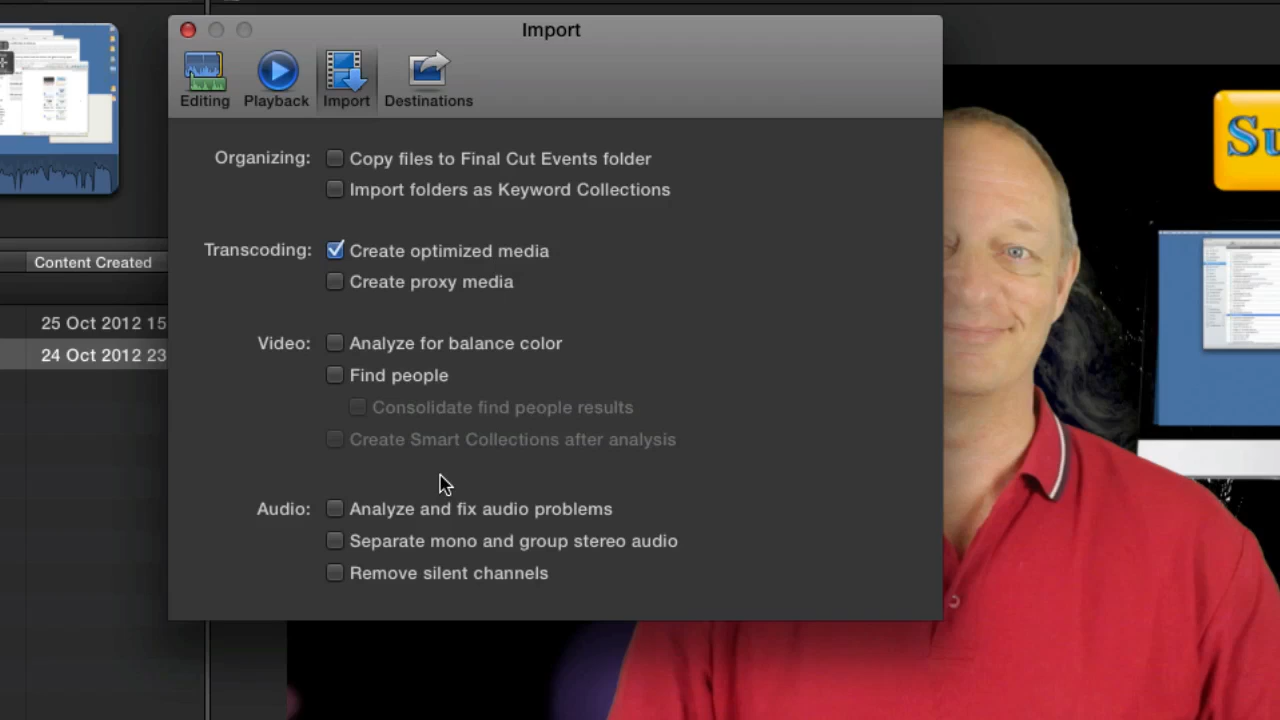 Import
Editing
Playback
Import
Destinations
Organizing:
Copy files to Final Cut Events folder
Import folders as Keyword Collections
Transcoding:
Create optimized media
Create proxy media
Video:
Analyze for balance color
Find people
Consolidate find people results
Create Smart Collections after analysis
Audio:
Analyze and fix audio problems
Separate mono and group stereo audio
Remove silent channels
Content Created
25 Oct 2012 15
24 Oct 2012 23
Su